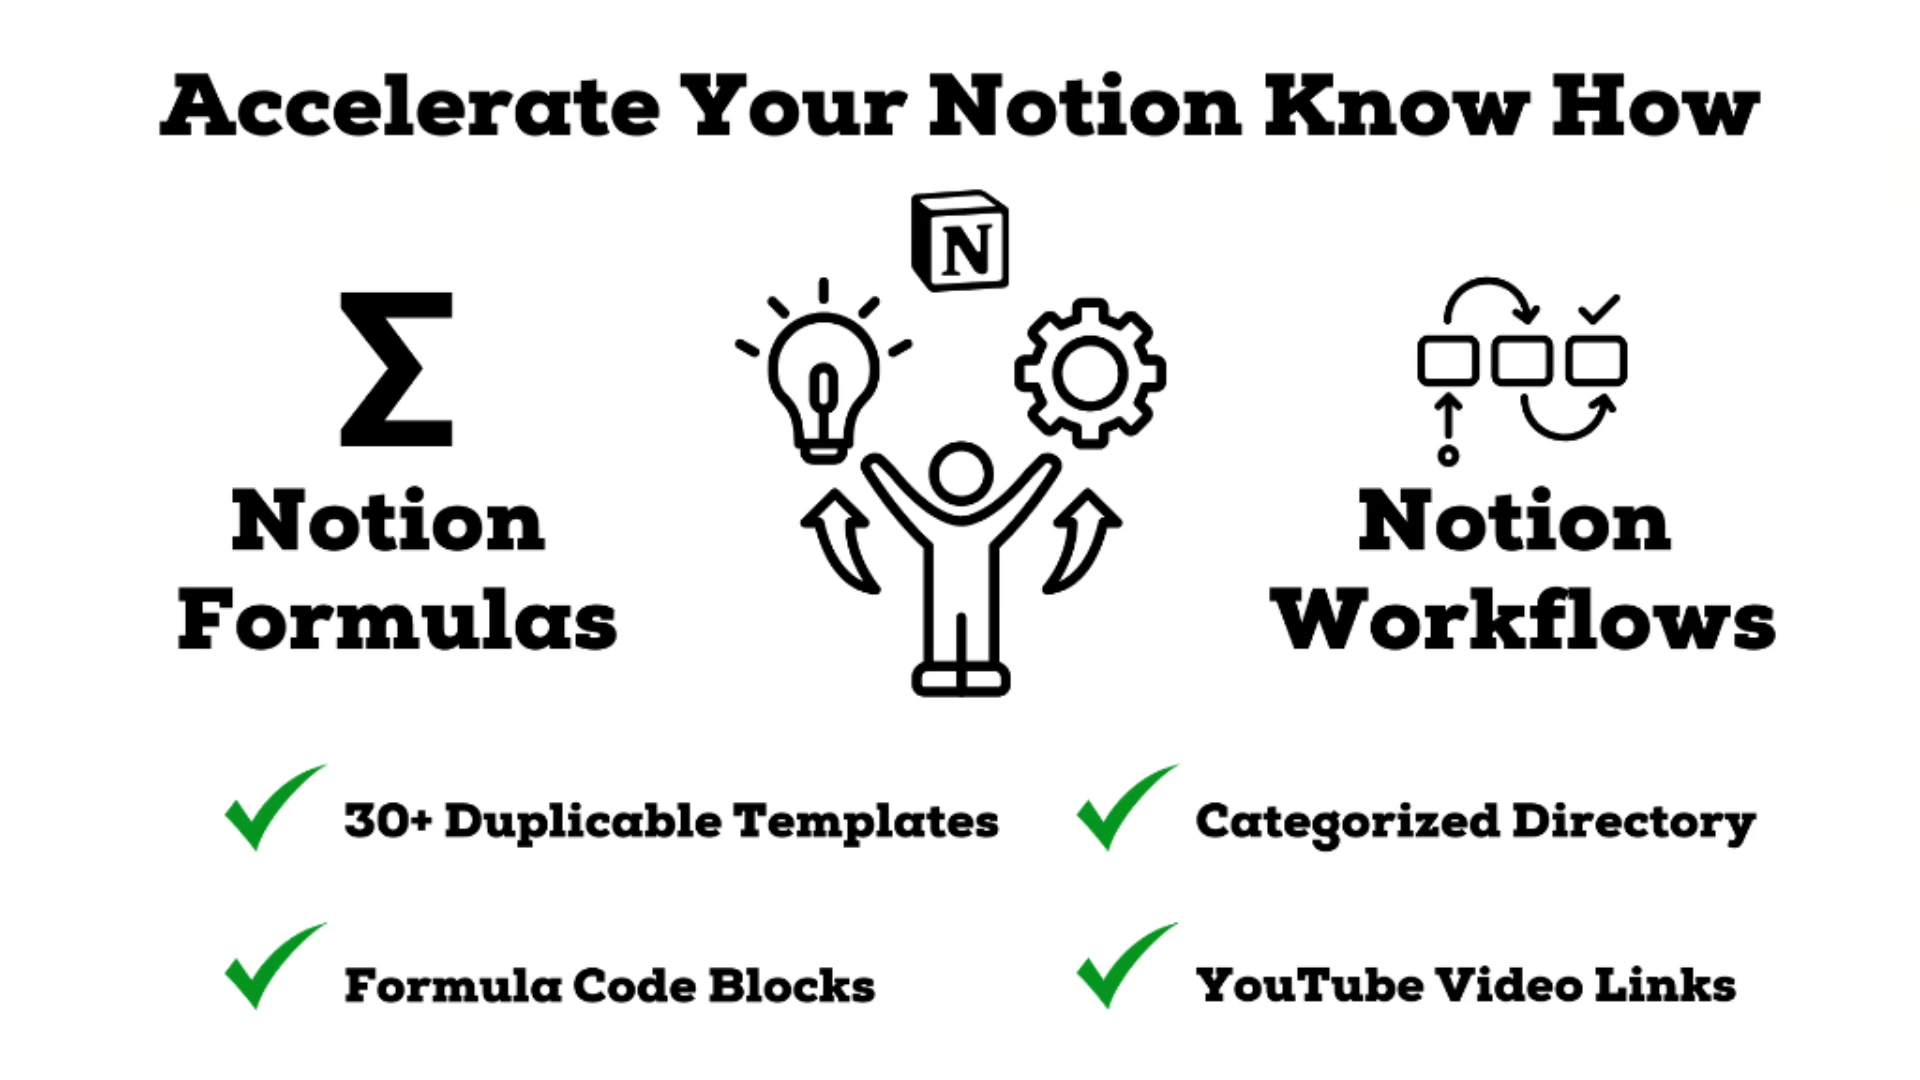 Accelerate Your Notion Know How
N
Σ
Notion
Formulas
Notion
Workflows
30+ Duplicable Templates
Categorized Directory
Formula Code Blocks
YouTube Video Links